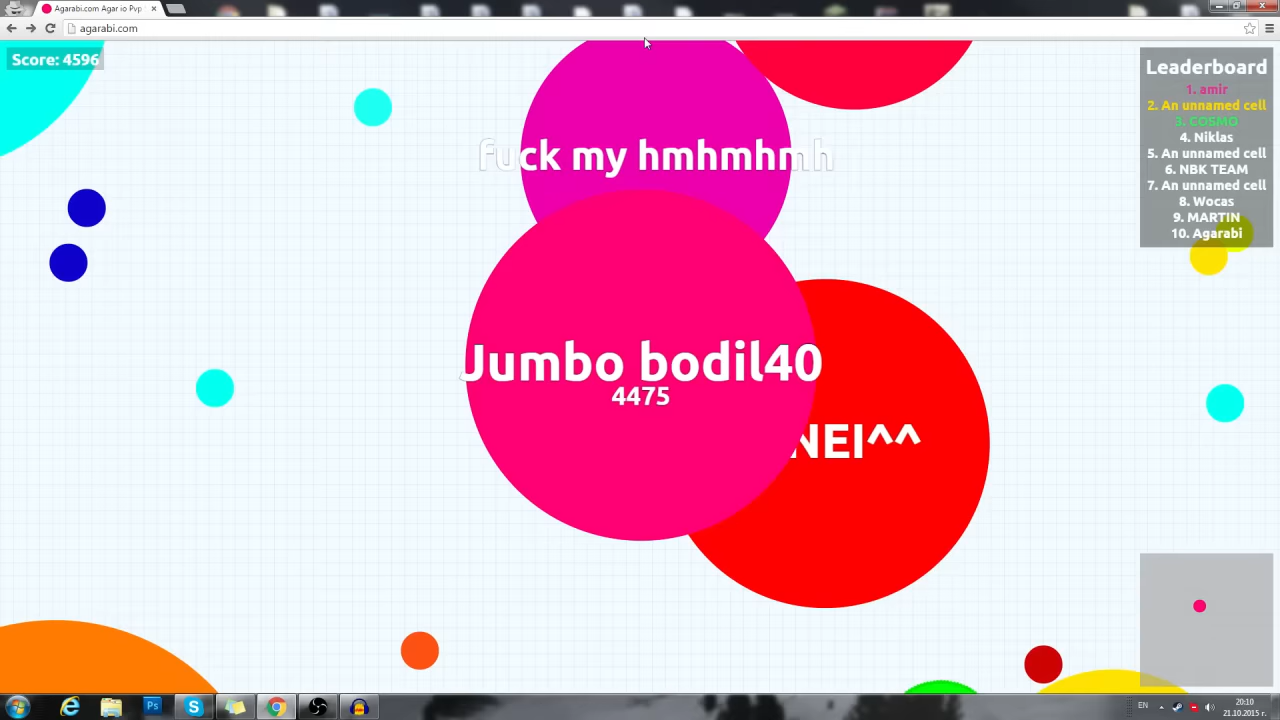 Agarabi.com Agar io Pvp
agarabi.com
Score: 4596
Leaderboard
1. amir
2. An unnamed cell
3. COSMO
4. Niklas
5. An unnamed cell
6. NBK TEAM
7. An unnamed cell
8. Wocas
9. MARTIN
10. Agarabi
fuck my hmhmhmh
Jumbo bodil40
4475
NEI^^
EN
20:10
21.10.2015 г.